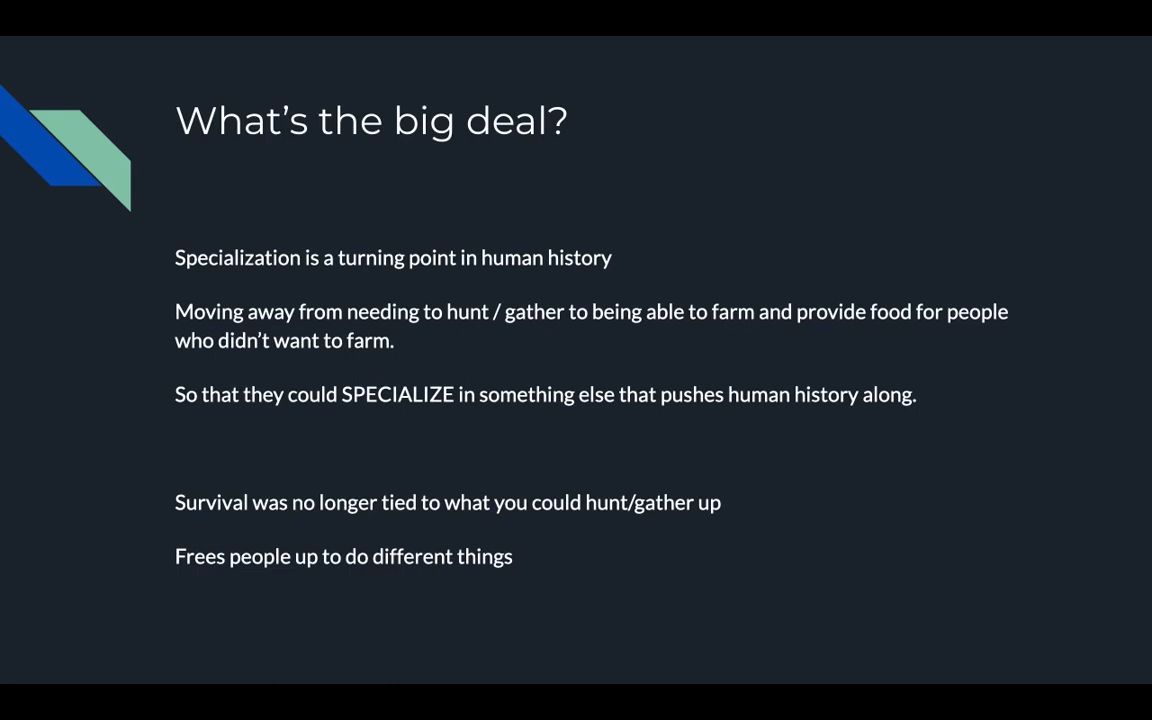 What’s the big deal?
Specialization is a turning point in human history
Moving away from needing to hunt / gather to being able to farm and provide food for people
who didn’t want to farm.
So that they could SPECIALIZE in something else that pushes human history along.
Survival was no longer tied to what you could hunt/gather up
Frees people up to do different things